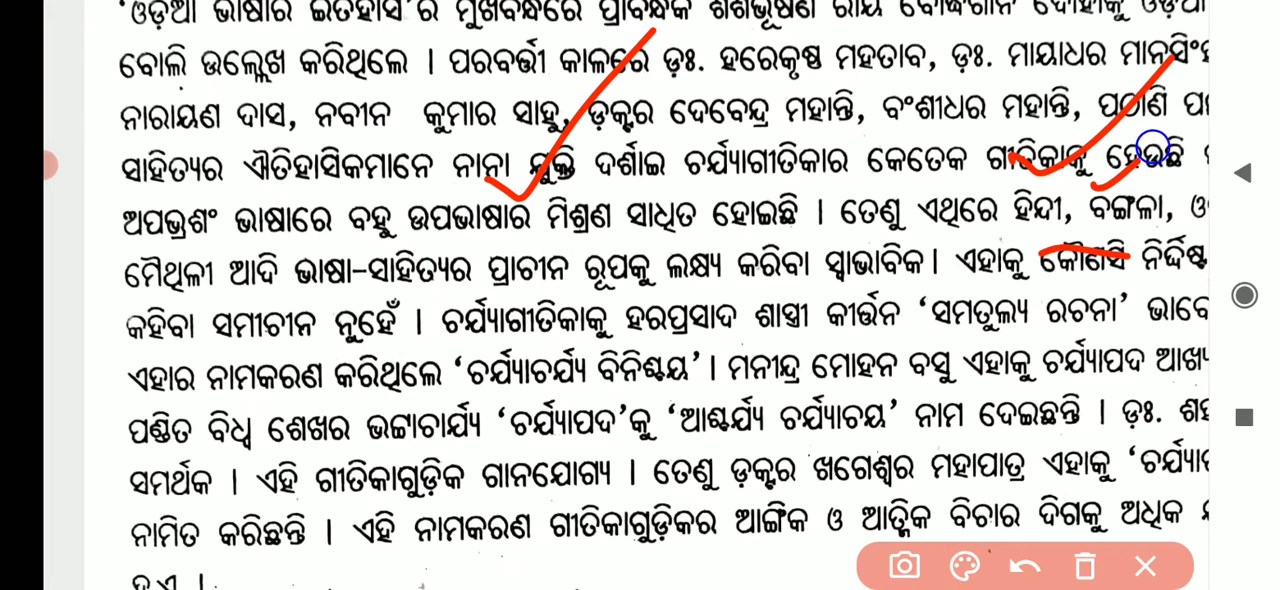 'ଓଡ଼ିଆ ଭାଷାର ଇତିହାସ'ର ମୁଖବନ୍ଧରେ ପ୍ରାବନ୍ଧିକ ଶଶିଭୂଷଣ ରାୟ ବୌଦ୍ଧଗାନ ଦୋହାକୁ ଓଡ଼ିଆ
ବୋଲି ଉଲ୍ଲେଖ କରିଥିଲେ । ପରବର୍ତ୍ତୀ କାଳରେ ଡ଼ଃ. ହରେକୃଷ୍ଣ ମହତାବ, ଡ଼ଃ. ମାୟାଧର ମାନସିଂହ
ନାରାୟଣ ଦାସ, ନବୀନ କୁମାର ସାହୁ, ଡ଼କ୍ଟର ଦେବେନ୍ଦ୍ର ମହାନ୍ତି, ବଂଶୀଧର ମହାନ୍ତି, ପଠାଣି
ସାହିତ୍ୟର ଐତିହାସିକମାନେ ନାନା ଯୁକ୍ତି ଦର୍ଶାଇ ଚର୍ଯ୍ୟାଗୀତିକାର କେତେକ ଗୀତିକାକୁ ହେଉଛି
ଅପଭ୍ରଶଂ ଭାଷାରେ ବହୁ ଉପଭାଷାର ମିଶ୍ରଣ ସାଧିତ ହୋଇଛି । ତେଣୁ ଏଥିରେ ହିନ୍ଦୀ, ବଙ୍ଗଳା,
ମୈଥିଳୀ ଆଦି ଭାଷା-ସାହିତ୍ୟର ପ୍ରାଚୀନ ରୂପକୁ ଲକ୍ଷ୍ୟ କରିବା ସ୍ୱାଭାବିକ। ଏହାକୁ କୌଣସି ନିର୍ଦ୍ଦିଷ୍ଟ
କହିବା ସମୀଚୀନ ନୁହେଁ । ଚର୍ଯ୍ୟାଗୀତିକାକୁ ହରପ୍ରସାଦ ଶାସ୍ତ୍ରୀ କୀର୍ତ୍ତନ 'ସମତୁଲ୍ୟ ରଚନା' ଭାବେ
ଏହାର ନାମକରଣ କରିଥିଲେ 'ଚର୍ଯ୍ୟାଚର୍ଯ୍ୟ ବିନିଶ୍ଚୟ'। ମନୀନ୍ଦ୍ର ମୋହନ ବସୁ ଏହାକୁ ଚର୍ଯ୍ୟାପଦ
ପଣ୍ଡିତ ବିଧୁ ଶେଖର ଭଟ୍ଟାଚାର୍ଯ୍ୟ 'ଚର୍ଯ୍ୟାପଦ'କୁ 'ଆଶ୍ଚର୍ଯ୍ୟ ଚର୍ଯ୍ୟାଚୟ' ନାମ ଦେଇଛନ୍ତି । ଡ଼ଃ.
ସମର୍ଥକ । ଏହି ଗୀତିକାଗୁଡ଼ିକ ଗାନଯୋଗ୍ୟ । ତେଣୁ ଡ଼କ୍ଟର ଖଗେଶ୍ୱର ମହାପାତ୍ର ଏହାକୁ
ନାମିତ କରିଛନ୍ତି । ଏହି ନାମକରଣ ଗୀତିକାଗୁଡ଼ିକର ଆଙ୍ଗିକ ଓ ଆତ୍ମିକ ବିଚାର ଦିଗକୁ ଅଧିକ